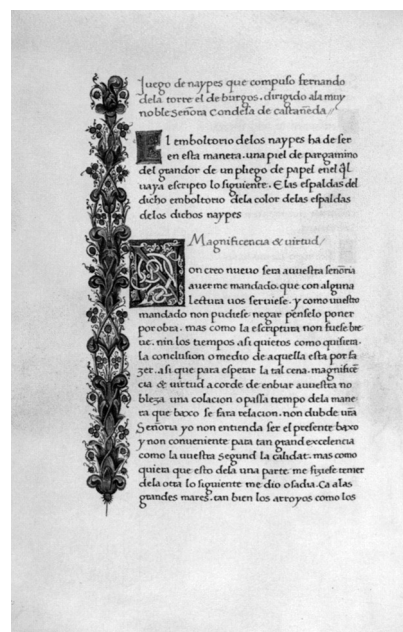 Juego de naypes que compuso fernando
dela torre el de burgos. dirigido ala muy
noble señora condesa de castañeda
El emboltorio delos naypes ha de ser
en esta manera. una piel de pargamino
del grandor de un pliego de papel enel ql
uaya escripto lo siguiente. E las espaldas del
dicho emboltorio dela color delas espaldas
delos dichos naypes
Magnificencia & uirtud
on creo nueuo sera auuestra señoria
auer me mandado. que con alguna
lectura uos seruiese. y como uuestro
mandado non pudiese negar penselo poner
por obra. mas como la escriptura non fuese bre
ue. nin los tiempos asi quietos como quisiera.
La conclusion o medio de aquella esta por fa
zer. asi que para esperar la tal cena. magnifice
cia & uirtud acorde de enbiar auuestra no
bleza una colacion o passa tiempo dela mane
ra que baxo se fara relacion. non dubde uřa
Señoria yo non entienda ser el presente baxo
y non conueniente para tan grand excelencia
como la uuestra segund la calidat. mas como
quiera que esto dela una parte me fiziese temer
dela otra lo siguiente me dio osadia. Ca alas
grandes mares. tan bien los arroyos como los